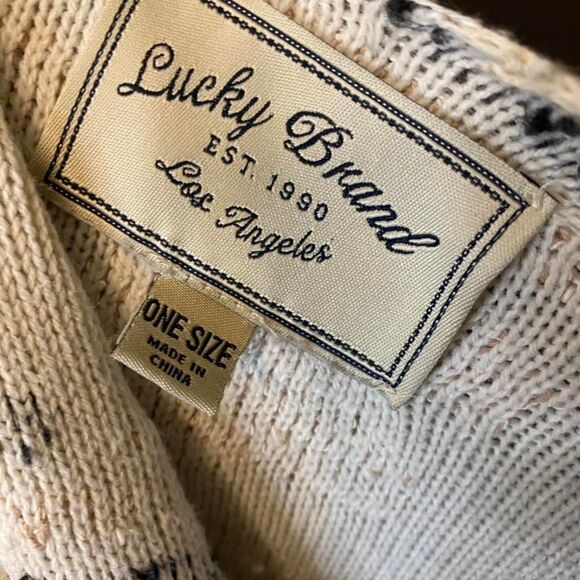 Lucky Brand
EST. 1990
Los Angeles
ONE SIZE
MADE IN
CHINA